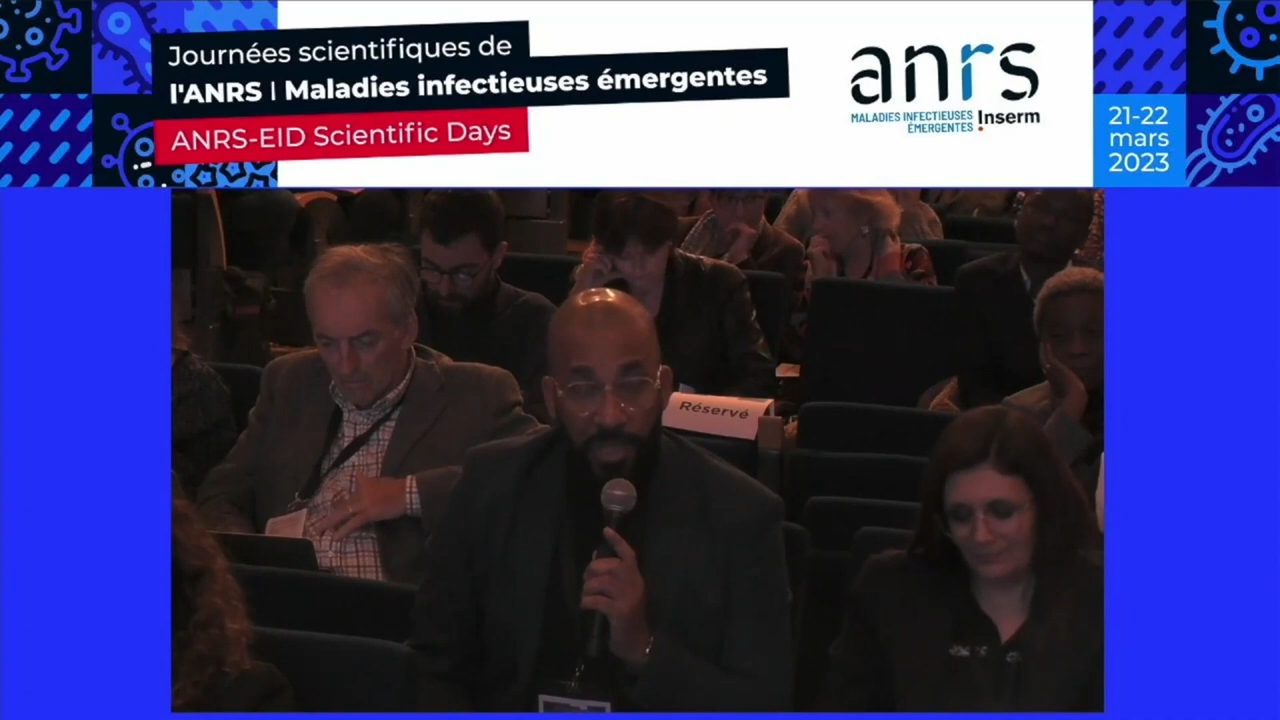 Journées scientifiques de
l'ANRS | Maladies infectieuses émergentes
ANRS-EID Scientific Days
anrs
MALADIES INFECTIEUSES
ÉMERGENTES
Inserm
21-22
mars
2023
Réservé